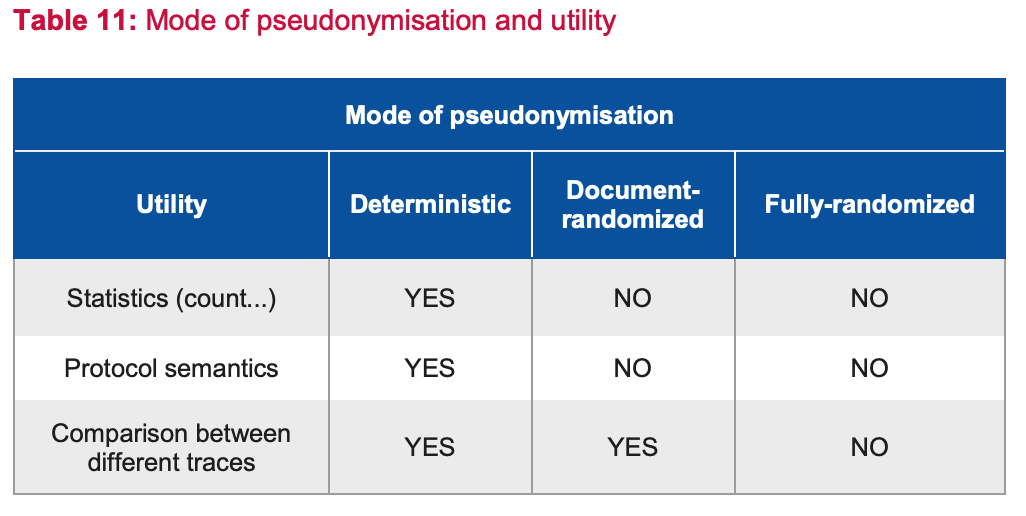 Table 11: Mode of pseudonymisation and utility
Mode of pseudonymisation
Utility
Deterministic
Document-
randomized
Fully-randomized
Statistics (count...)
YES
NO
NO
Protocol semantics
YES
NO
NO
Comparison between
different traces
YES
YES
NO